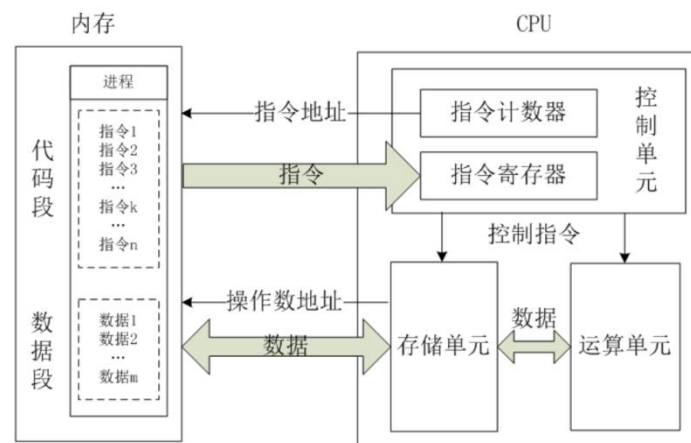 内存
CPU
进程
代码段
指令1
指令2
指令3
...
指令k
...
指令n
数据段
数据1
数据2
...
数据m
指令地址
指令
操作数地址
数据
指令计数器
指令寄存器
控制单元
控制指令
存储单元
数据
运算单元